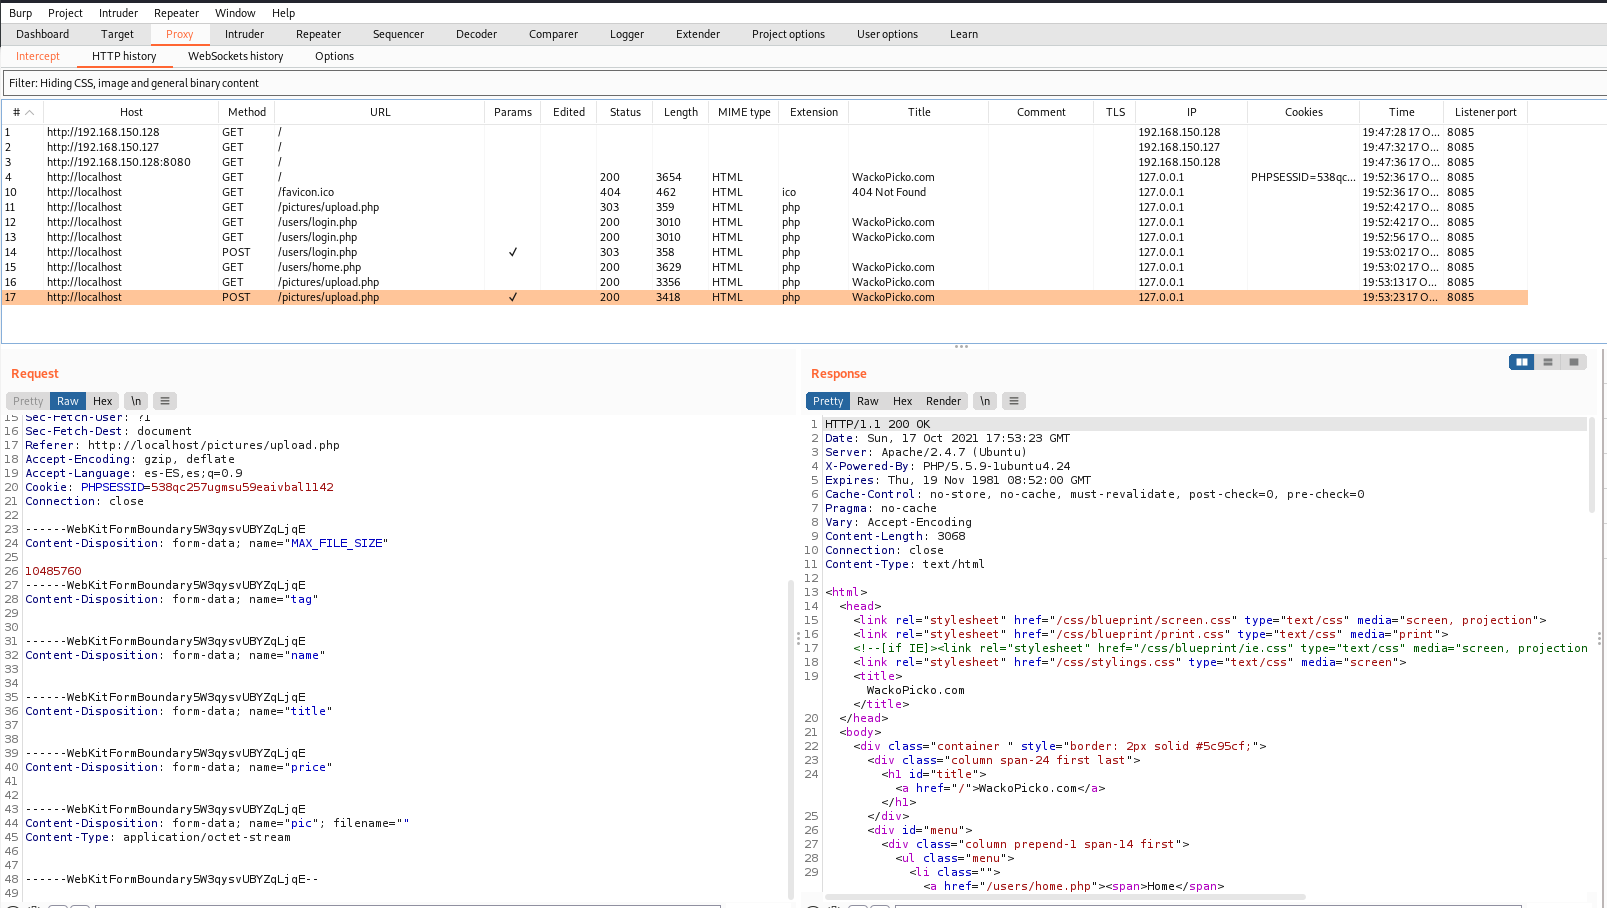 Burp Project Intruder Repeater Window Help
Dashboard Target Proxy Intruder Repeater Sequencer Decoder Comparer Logger Extender Project options User options Learn
Intercept HTTP history WebSockets history Options
Filter: Hiding CSS, image and general binary content
# Host Method URL Params Edited Status Length MIME type Extension Title Comment TLS IP Cookies Time Listener port
1 http://192.168.150.128 GET / 192.168.150.128 19:47:28 17 O... 8085
2 http://192.168.150.127 GET / 192.168.150.127 19:47:32 17 O... 8085
3 http://192.168.150.128:8080 GET / 192.168.150.128 19:47:36 17 O... 8085
4 http://localhost GET / 200 3654 HTML WackoPicko.com 127.0.0.1 PHPSESSID=538qc... 19:52:36 17 O... 8085
10 http://localhost GET /favicon.ico 404 462 HTML ico 404 Not Found 127.0.0.1 19:52:36 17 O... 8085
11 http://localhost GET /pictures/upload.php 303 359 HTML php 127.0.0.1 19:52:42 17 O... 8085
12 http://localhost GET /users/login.php 200 3010 HTML php WackoPicko.com 127.0.0.1 19:52:42 17 O... 8085
13 http://localhost GET /users/login.php 200 3010 HTML php WackoPicko.com 127.0.0.1 19:52:56 17 O... 8085
14 http://localhost POST /users/login.php ✓ 303 358 HTML php 127.0.0.1 19:53:02 17 O... 8085
15 http://localhost GET /users/home.php 200 3629 HTML php WackoPicko.com 127.0.0.1 19:53:02 17 O... 8085
16 http://localhost GET /pictures/upload.php 200 3356 HTML php WackoPicko.com 127.0.0.1 19:53:13 17 O... 8085
17 http://localhost POST /pictures/upload.php ✓ 200 3418 HTML php WackoPicko.com 127.0.0.1 19:53:23 17 O... 8085
Request
Pretty Raw Hex \n
15 Sec-Fetch-User: ?1
16 Sec-Fetch-Dest: document
17 Referer: http://localhost/pictures/upload.php
18 Accept-Encoding: gzip, deflate
19 Accept-Language: es-ES,es;q=0.9
20 Cookie: PHPSESSID=538qc257ugmsu59eaivbal1142
21 Connection: close
22
23 ------WebKitFormBoundary5W3qysvUBYZqLjqE
24 Content-Disposition: form-data; name="MAX_FILE_SIZE"
25
26 10485760
27 ------WebKitFormBoundary5W3qysvUBYZqLjqE
28 Content-Disposition: form-data; name="tag"
29
30
31 ------WebKitFormBoundary5W3qysvUBYZqLjqE
32 Content-Disposition: form-data; name="name"
33
34
35 ------WebKitFormBoundary5W3qysvUBYZqLjqE
36 Content-Disposition: form-data; name="title"
37
38
39 ------WebKitFormBoundary5W3qysvUBYZqLjqE
40 Content-Disposition: form-data; name="price"
41
42
43 ------WebKitFormBoundary5W3qysvUBYZqLjqE
44 Content-Disposition: form-data; name="pic"; filename=""
45 Content-Type: application/octet-stream
46
47
48 ------WebKitFormBoundary5W3qysvUBYZqLjqE--
49
Response
Pretty Raw Hex Render \n
1 HTTP/1.1 200 OK
2 Date: Sun, 17 Oct 2021 17:53:23 GMT
3 Server: Apache/2.4.7 (Ubuntu)
4 X-Powered-By: PHP/5.5.9-1ubuntu4.24
5 Expires: Thu, 19 Nov 1981 08:52:00 GMT
6 Cache-Control: no-store, no-cache, must-revalidate, post-check=0, pre-check=0
7 Pragma: no-cache
8 Vary: Accept-Encoding
9 Content-Length: 3068
10 Connection: close
11 Content-Type: text/html
12
13 <html>
14 <head>
15 <link rel="stylesheet" href="/css/blueprint/screen.css" type="text/css" media="screen, projection">
16 <link rel="stylesheet" href="/css/blueprint/print.css" type="text/css" media="print">
17 <!--[if IE]><link rel="stylesheet" href="/css/blueprint/ie.css" type="text/css" media="screen, projection
18 <link rel="stylesheet" href="/css/stylings.css" type="text/css" media="screen">
19 <title>
WackoPicko.com
</title>
20 </head>
21 <body>
22 <div class="container " style="border: 2px solid #5c95cf;">
23 <div class="column span-24 first last">
24 <h1 id="title">
<a href="/">WackoPicko.com</a>
</h1>
25 </div>
26 <div id="menu">
27 <div class="column prepend-1 span-14 first">
28 <ul class="menu">
29 <li class="">
<a href="/users/home.php"><span>Home</span>